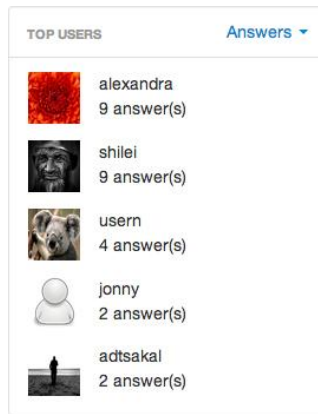 TOP USERS Answers
alexandra
9 answer(s)
shilei
9 answer(s)
usern
4 answer(s)
jonny
2 answer(s)
adtsakal
2 answer(s)